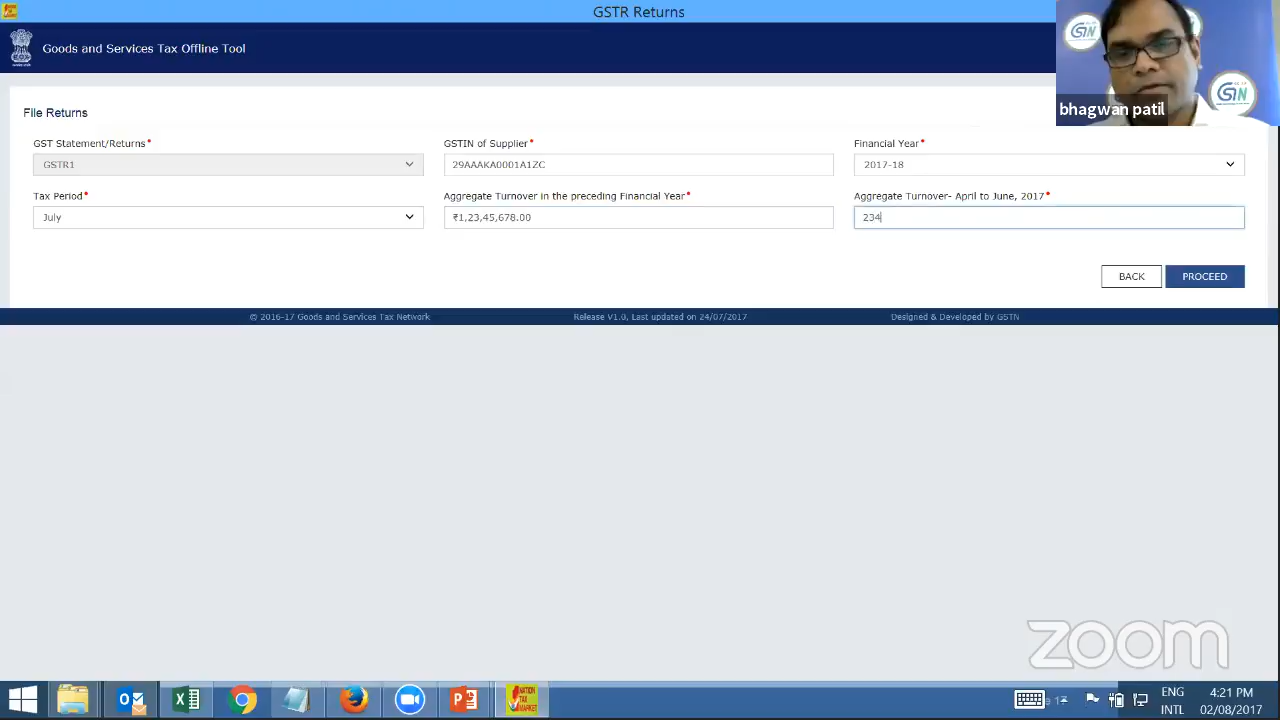 GSTR Returns
Goods and Services Tax Offline Tool
bhagwan patil
File Returns
GST Statement/Returns*
GSTIN of Supplier*
Financial Year*
GSTR1
29AAAKA0001A1ZC
2017-18
Tax Period*
Aggregate Turnover in the preceding Financial Year*
Aggregate Turnover- April to June, 2017*
July
₹1,23,45,678.00
234
BACK
PROCEED
© 2016-17 Goods and Services Tax Network
Release V1.0, Last updated on 24/07/2017
Designed & Developed by GSTN
zoom
NATION TAX MARKET
ENG
INTL
4:21 PM
02/08/2017